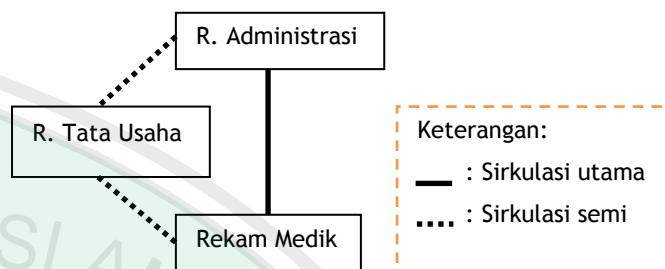 R. Administrasi
R. Tata Usaha
Rekam Medik
Keterangan:
: Sirkulasi utama
: Sirkulasi semi